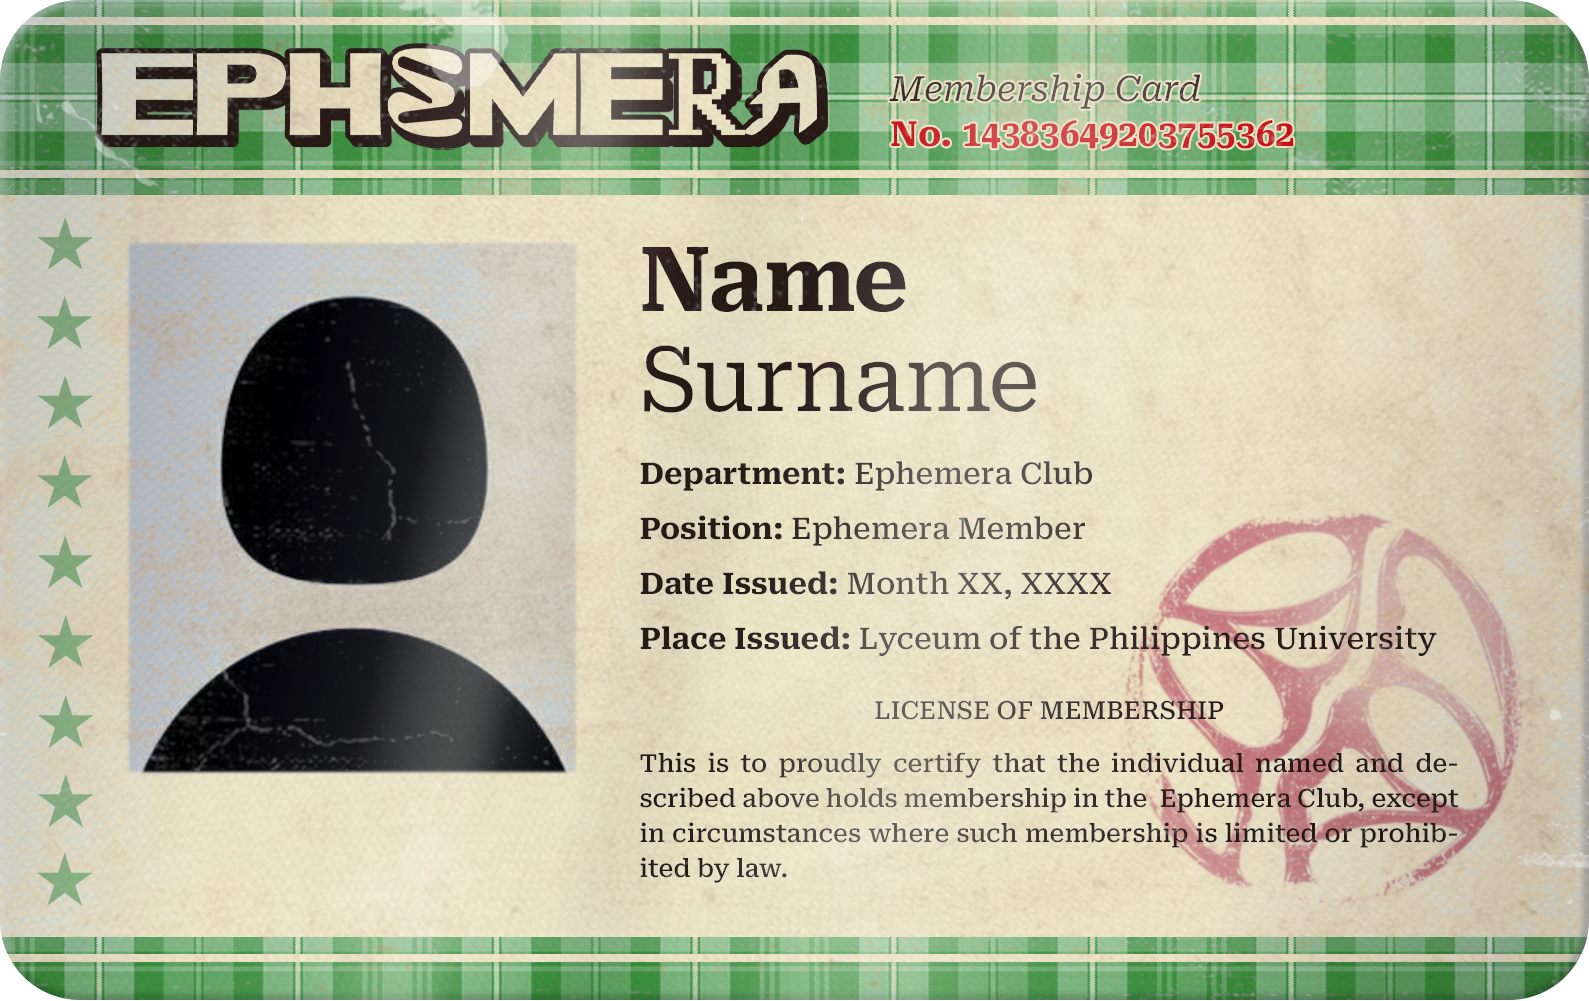 EPHEMERA
Membership Card
No. 14383649203755362
Name
Surname
Department: Ephemera Club
Position: Ephemera Member
Date Issued: Month XX, XXXX
Place Issued: Lyceum of the Philippines University
LICENSE OF MEMBERSHIP
This is to proudly certify that the individual named and de-
scribed above holds membership in the Ephemera Club, except
in circumstances where such membership is limited or prohib-
ited by law.